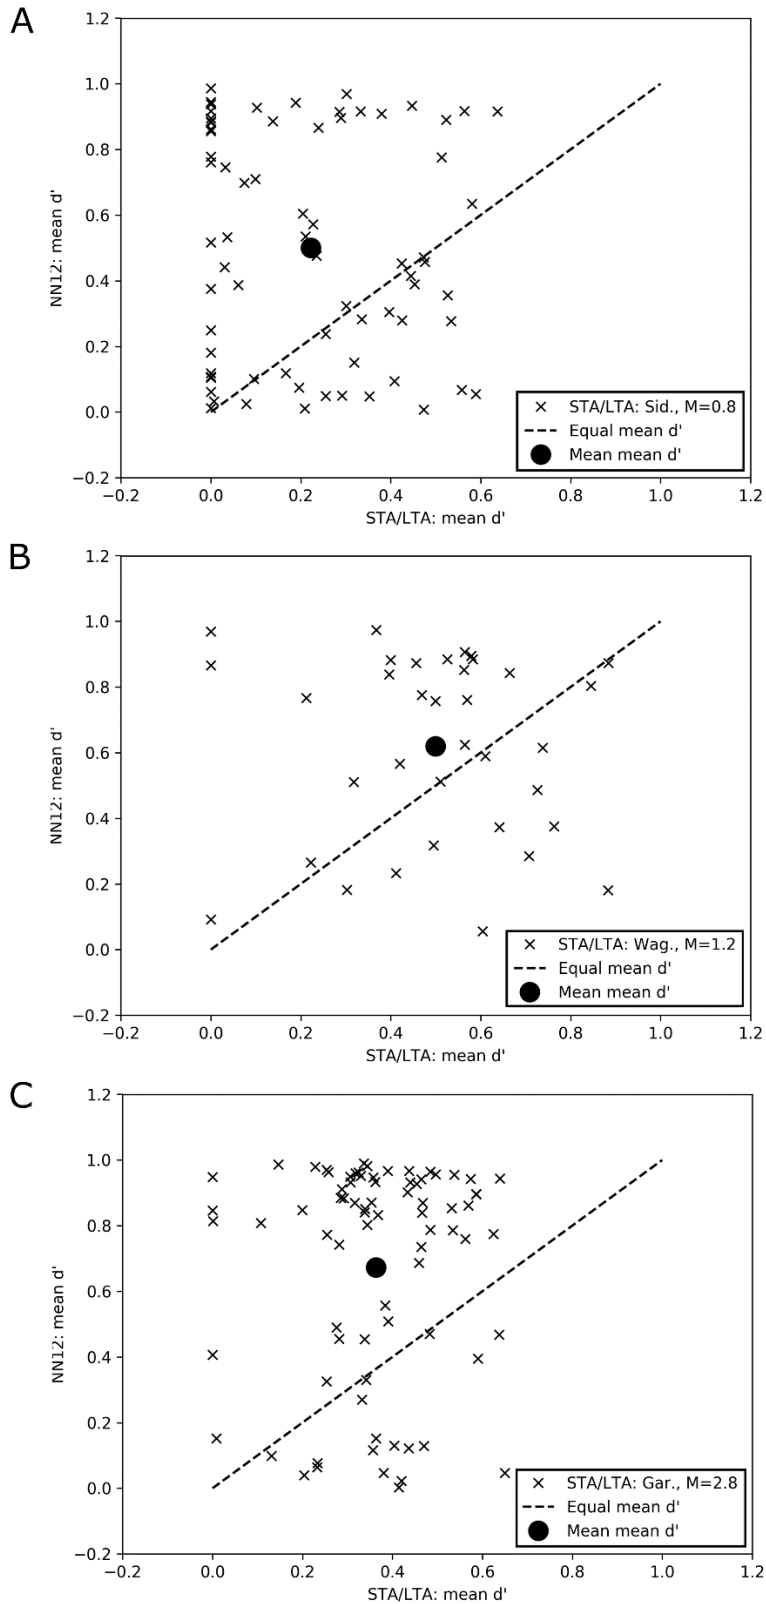 A
1.2
1.0
0.8
0.6
0.4
0.2
0.0
−0.2
NN12: mean d'
STA/LTA: Sid., M=0.8
Equal mean d'
Mean mean d'
−0.2 0.0 0.2 0.4 0.6 0.8 1.0 1.2
STA/LTA: mean d'
B
1.2
1.0
0.8
0.6
0.4
0.2
0.0
−0.2
NN12: mean d'
STA/LTA: Wag., M=1.2
Equal mean d'
Mean mean d'
−0.2 0.0 0.2 0.4 0.6 0.8 1.0 1.2
STA/LTA: mean d'
C
1.2
1.0
0.8
0.6
0.4
0.2
0.0
−0.2
NN12: mean d'
STA/LTA: Gar., M=2.8
Equal mean d'
Mean mean d'
−0.2 0.0 0.2 0.4 0.6 0.8 1.0 1.2
STA/LTA: mean d'